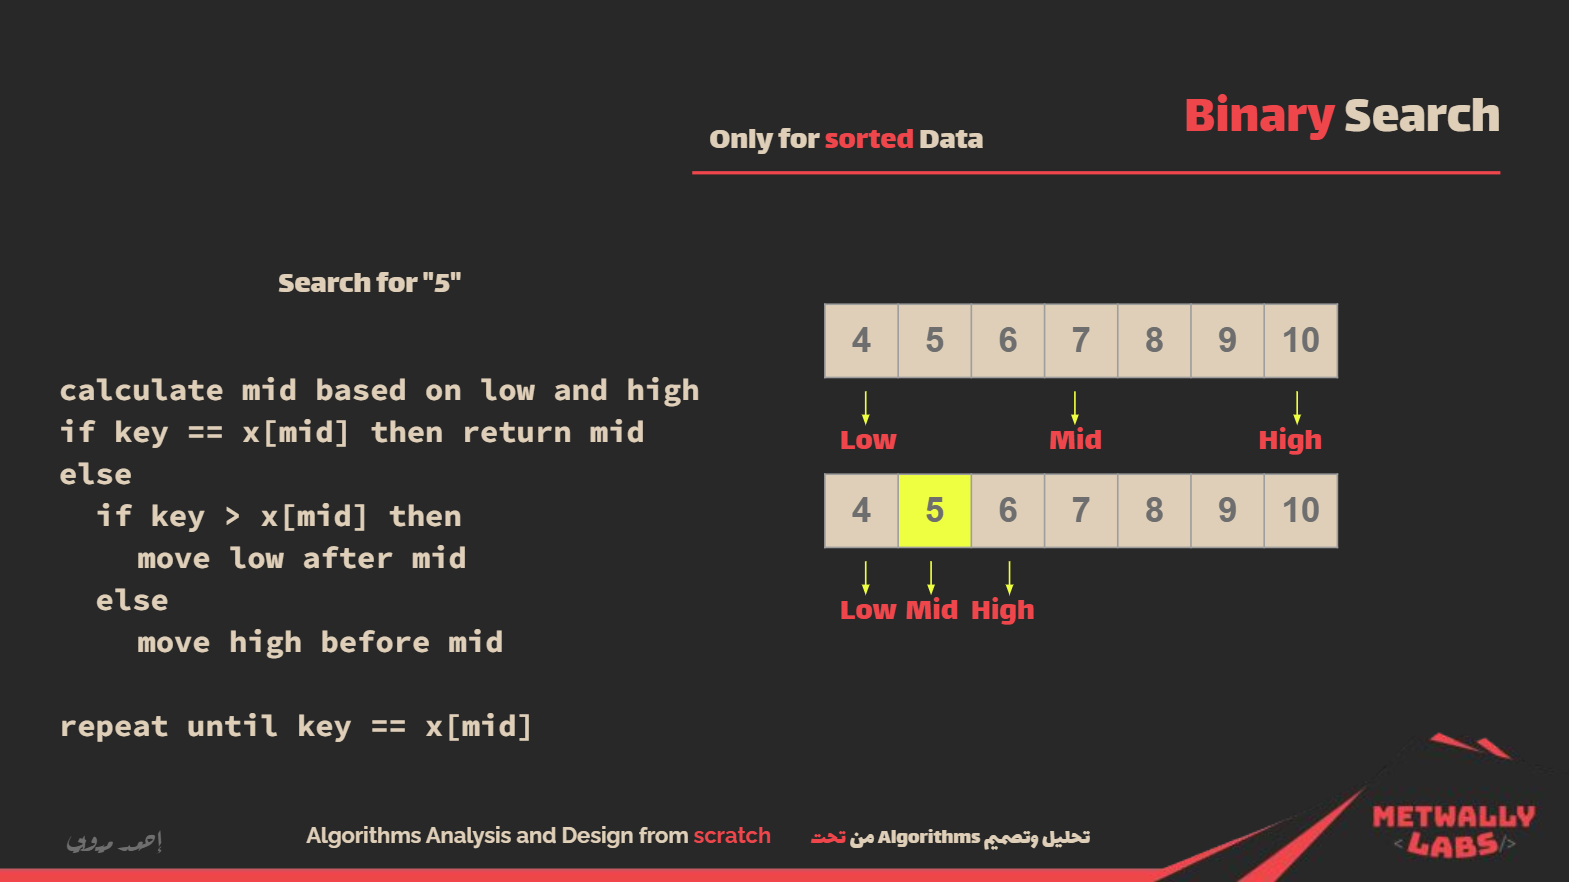 Binary Search
Only for sorted Data
Search for "5"
calculate mid based on low and high
if key == x[mid] then return mid
else
if key > x[mid] then
move low after mid
else
move high before mid
repeat until key == x[mid]
4 5 6 7 8 9 10
Low Mid High
4 5 6 7 8 9 10
Low Mid High
Algorithms Analysis and Design from scratch
تحليل وتصميم Algorithms من تحت
METWALLY
<LABS/>